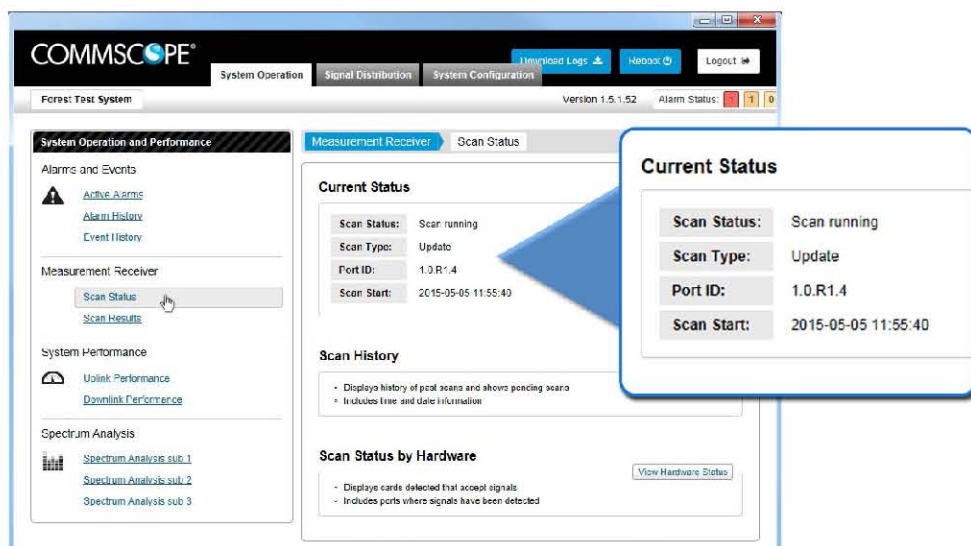 COMMSCOPE®
System Operation
Signal Distribution
System Configuration
Download Logs
Reboot
Logout
Forest Test System
Version 1.5.1.52
Alarm Status: 1 1 0
System Operation and Performance
Alarms and Events
Active Alarms
Alarm History
Event History
Measurement Receiver
Scan Status
Scan Results
System Performance
Uplink Performance
Downlink Performance
Spectrum Analysis
Spectrum Analysis sub 1
Spectrum Analysis sub 2
Spectrum Analysis sub 3
Measurement Receiver
Scan Status
Current Status
Scan Status: Scan running
Scan Type: Update
Port ID: 1.0.R1.4
Scan Start: 2015-05-05 11:55:40
Scan History
• Displays history of past scans and shows pending scans
• Includes time and date information
Scan Status by Hardware
View Hardware Status
• Displays cards detected that accept signals
• Includes ports where signals have been detected
Current Status
Scan Status: Scan running
Scan Type: Update
Port ID: 1.0.R1.4
Scan Start: 2015-05-05 11:55:40